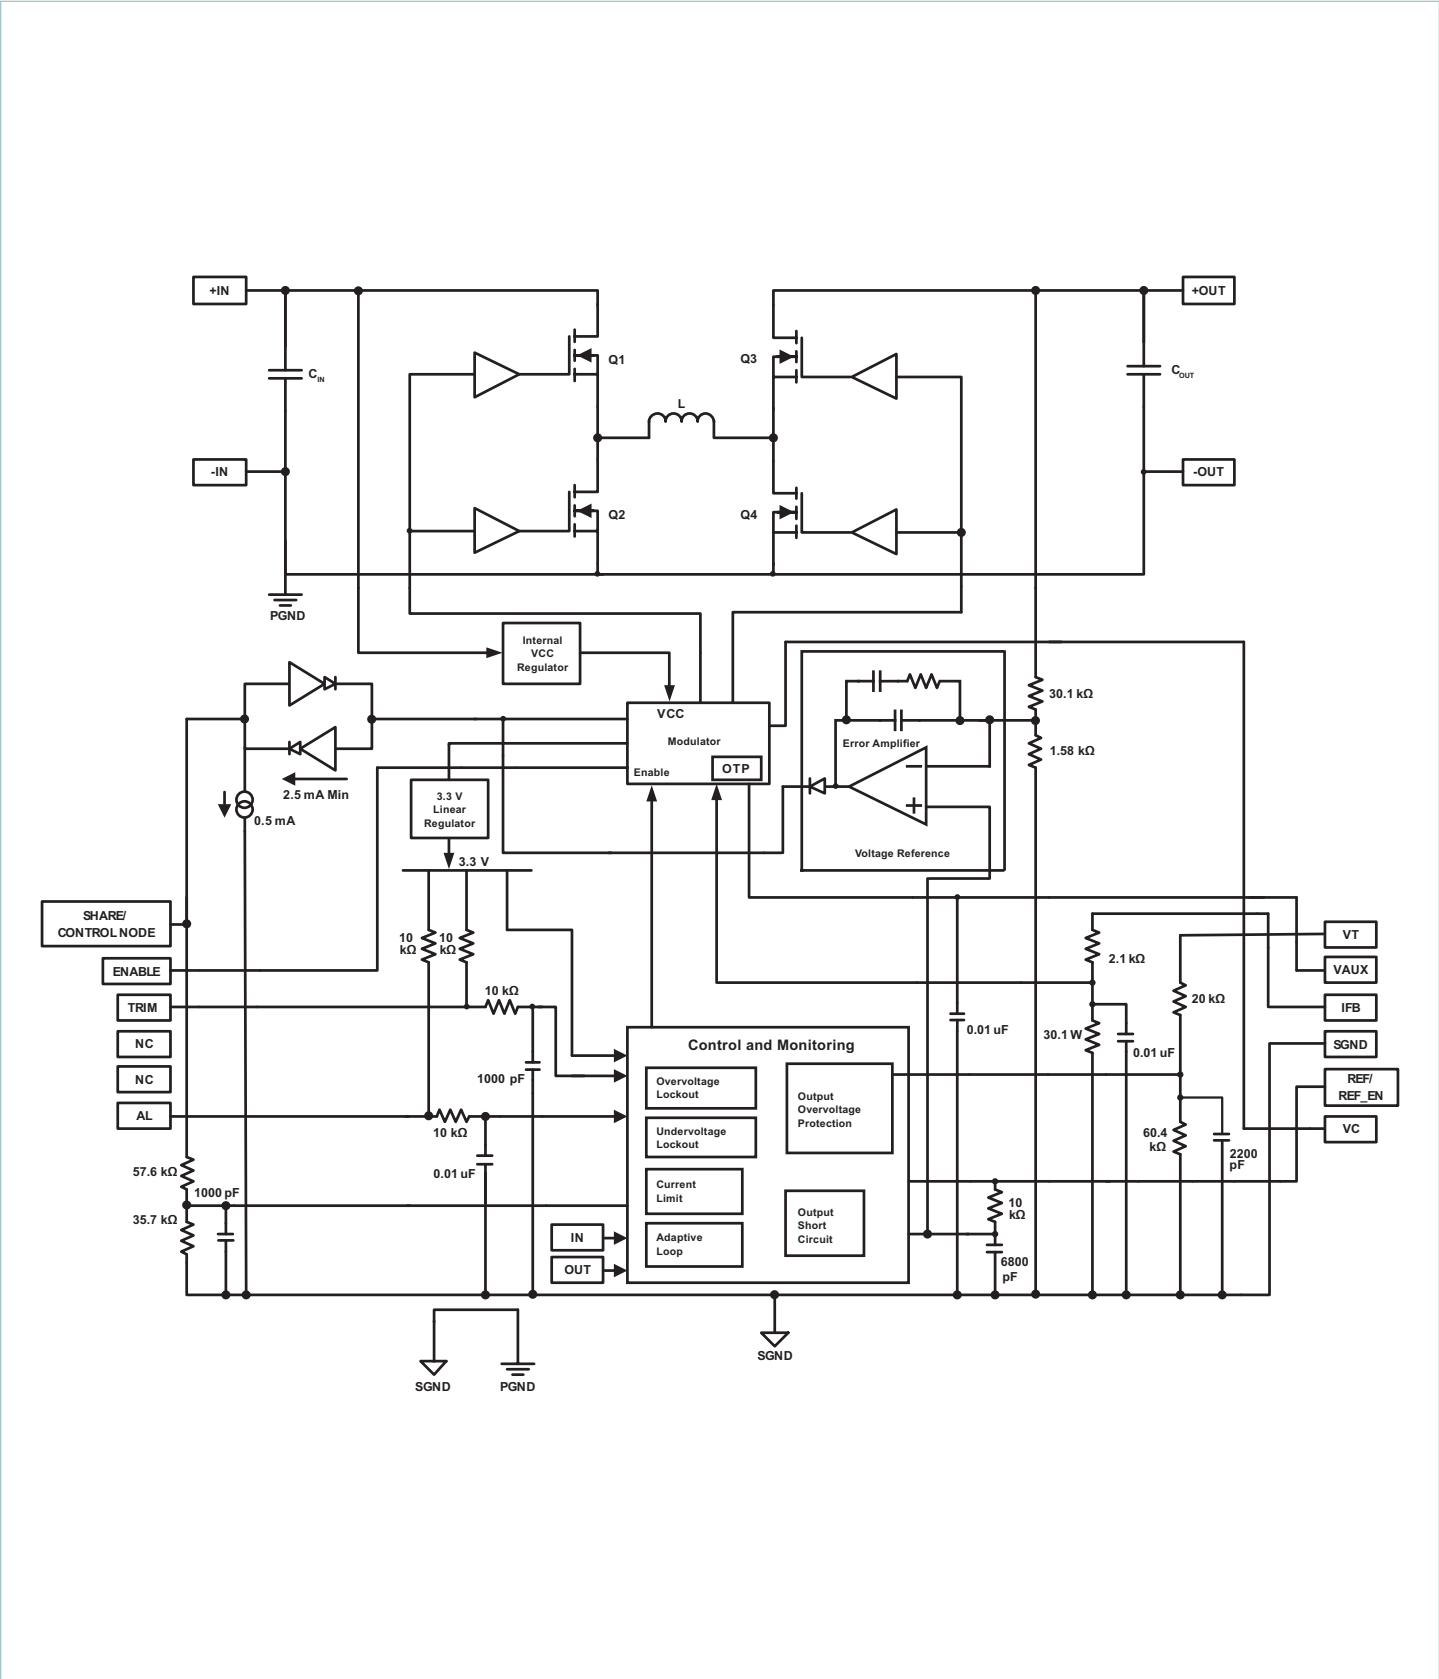 +IN
+OUT
Q1
Q3
CIN
COUT
L
-IN
-OUT
Q2
Q4
PGND
Internal
VCC
Regulator
30.1 kΩ
VCC
Modulator
Error Amplifier
1.58 kΩ
Enable
OTP
2.5 mA Min
3.3 V
Linear
Regulator
0.5 mA
Voltage Reference
3.3 V
SHARE/
CONTROL NODE
10
kΩ
10
kΩ
VT
2.1 kΩ
ENABLE
VAUX
10 kΩ
20 kΩ
TRIM
IFB
0.01 uF
30.1 W
NC
Control and Monitoring
SGND
0.01 uF
1000 pF
NC
Overvoltage
Lockout
Output
Overvoltage
Protection
REF/
REF_EN
AL
10 kΩ
Undervoltage
Lockout
60.4
kΩ
VC
2200
pF
57.6 kΩ
0.01 uF
Current
Limit
1000 pF
10
kΩ
35.7 kΩ
Output
Short
Circuit
IN
Adaptive
Loop
OUT
6800
pF
SGND
SGND
PGND